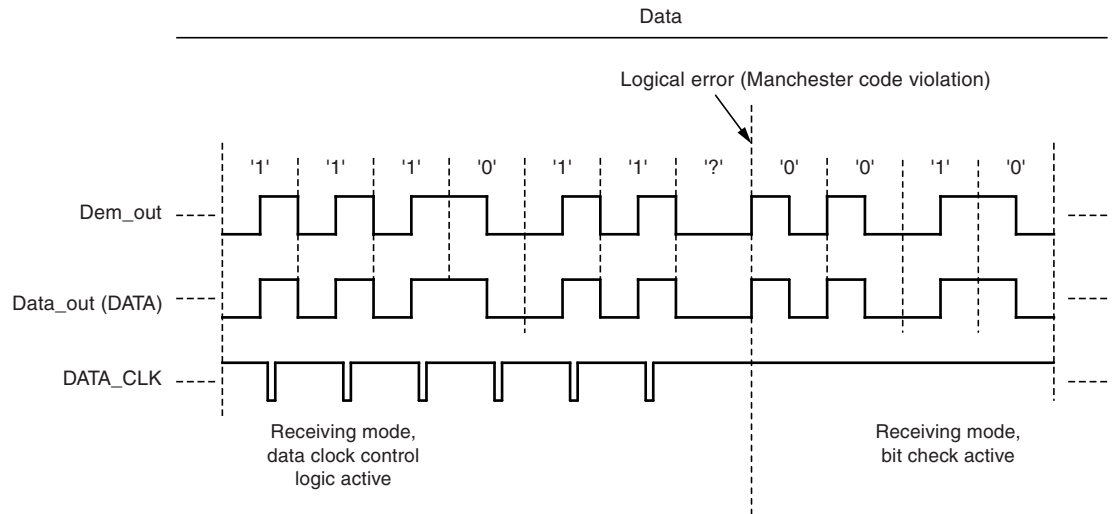 Data
Logical error (Manchester code violation)
'1' '1' '1' '0' '1' '1' '?' '0' '0' '1' '0'
Dem_out
Data_out (DATA)
DATA_CLK
Receiving mode,
data clock control
logic active
Receiving mode,
bit check active